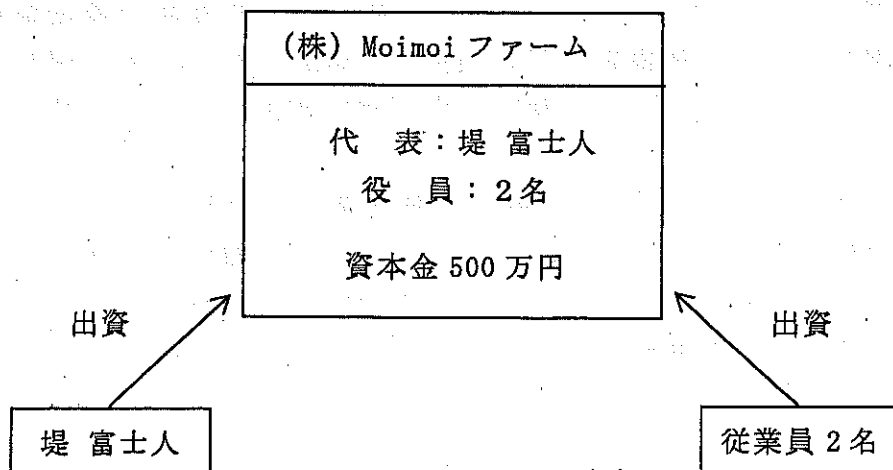 (株) Moimoi ファーム
代　表：堤 富士人
役　員：2名
資本金 500 万円
出資
出資
堤 富士人
従業員 2 名